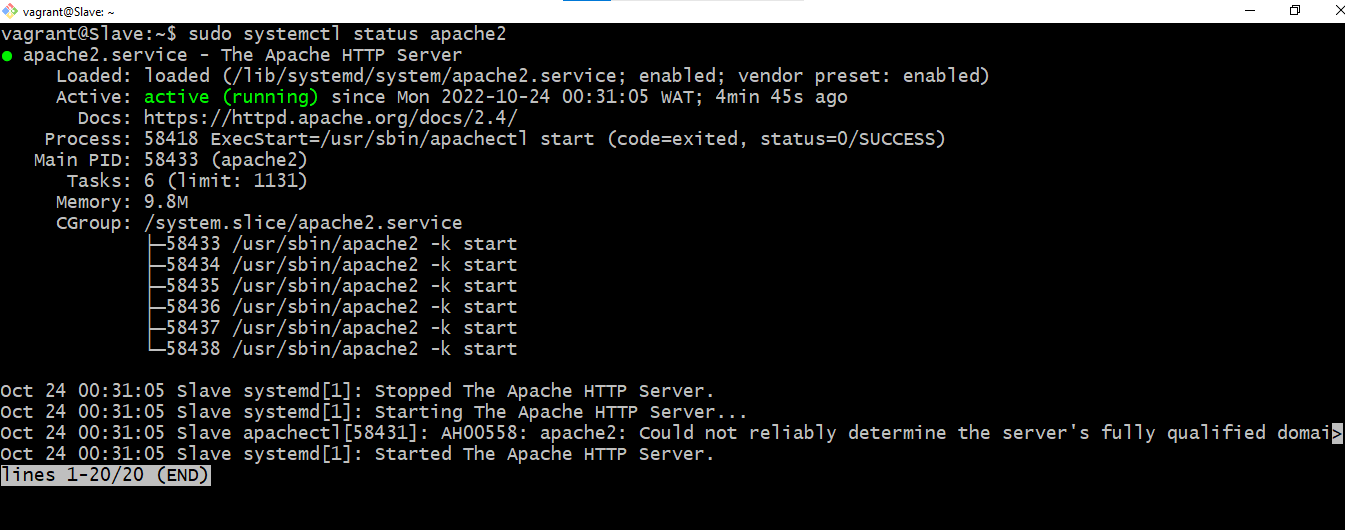 vagrant@Slave: ~
vagrant@Slave:~$ sudo systemctl status apache2
● apache2.service - The Apache HTTP Server
     Loaded: loaded (/lib/systemd/system/apache2.service; enabled; vendor preset: enabled)
     Active: active (running) since Mon 2022-10-24 00:31:05 WAT; 4min 45s ago
       Docs: https://httpd.apache.org/docs/2.4/
    Process: 58418 ExecStart=/usr/sbin/apachectl start (code=exited, status=0/SUCCESS)
   Main PID: 58433 (apache2)
      Tasks: 6 (limit: 1131)
     Memory: 9.8M
     CGroup: /system.slice/apache2.service
             ├─58433 /usr/sbin/apache2 -k start
             ├─58434 /usr/sbin/apache2 -k start
             ├─58435 /usr/sbin/apache2 -k start
             ├─58436 /usr/sbin/apache2 -k start
             ├─58437 /usr/sbin/apache2 -k start
             └─58438 /usr/sbin/apache2 -k start
Oct 24 00:31:05 Slave systemd[1]: Stopped The Apache HTTP Server.
Oct 24 00:31:05 Slave systemd[1]: Starting The Apache HTTP Server...
Oct 24 00:31:05 Slave apachectl[58431]: AH00558: apache2: Could not reliably determine the server's fully qualified domai>
Oct 24 00:31:05 Slave systemd[1]: Started The Apache HTTP Server.
lines 1-20/20 (END)